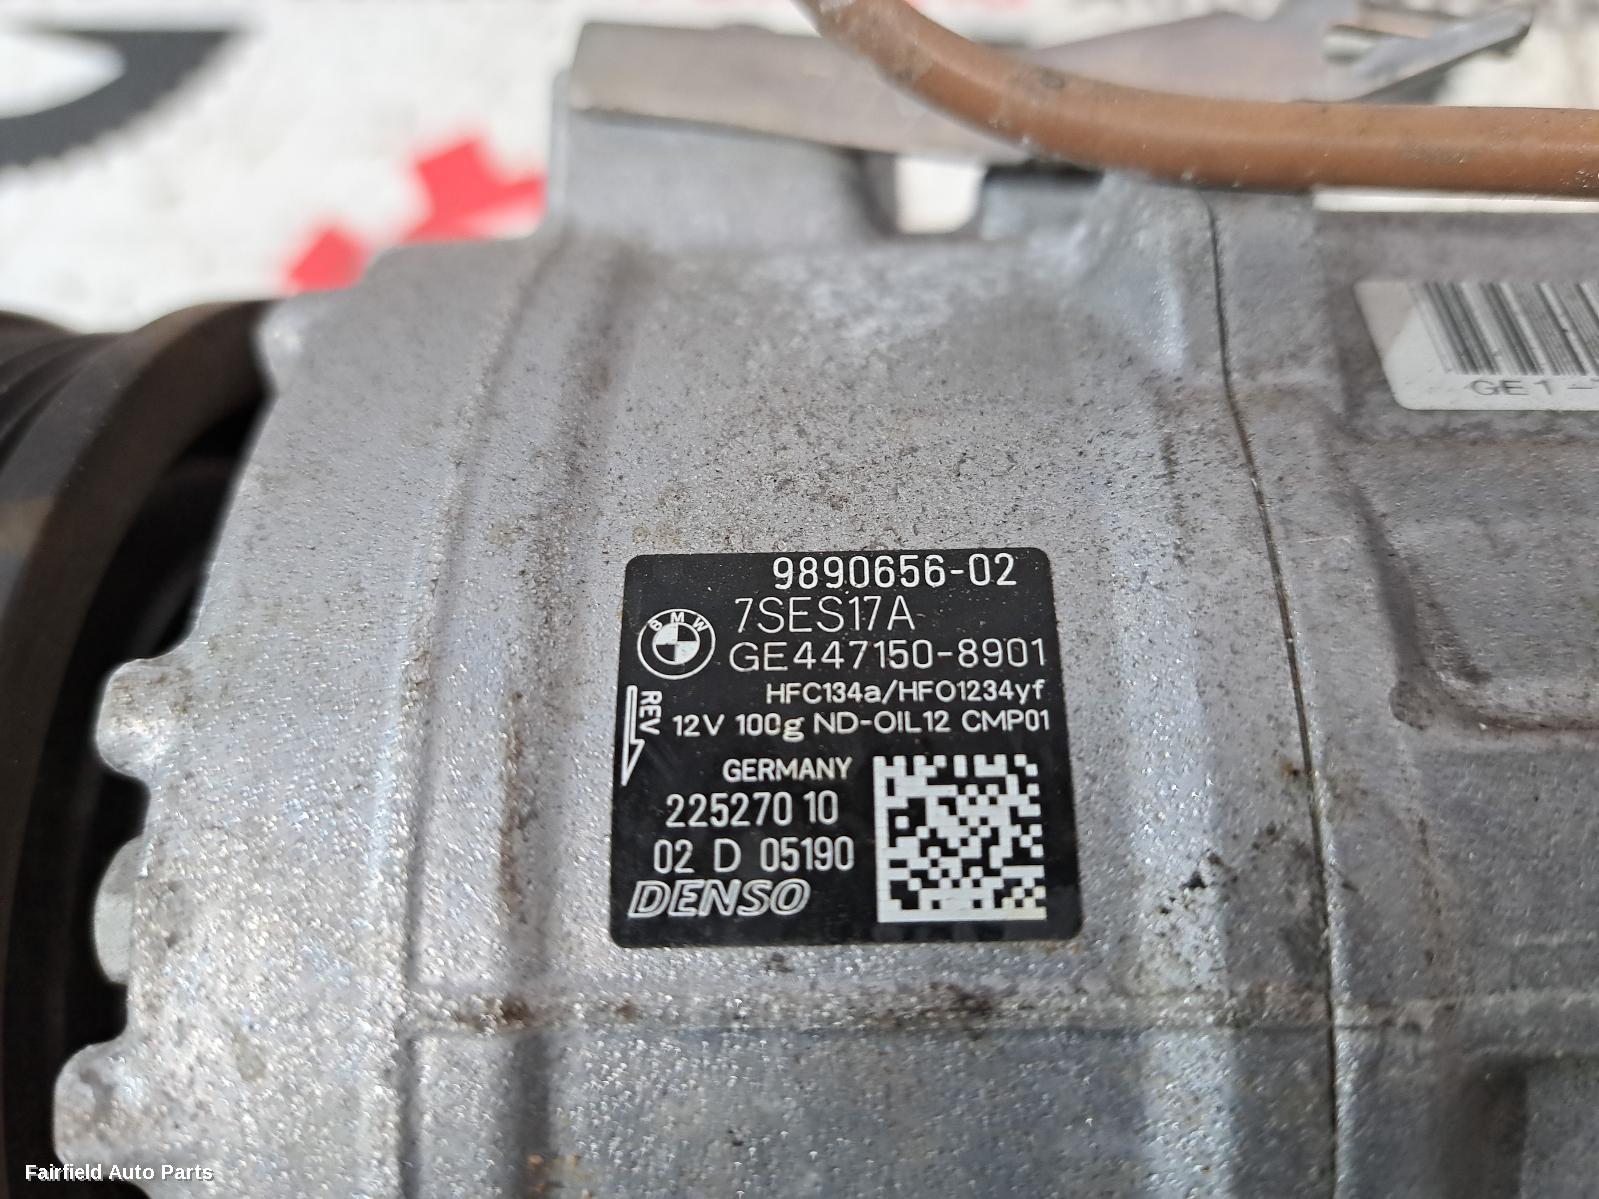 GE1
9890656-02
7SES17A
BMW
GE447150-8901
HFC134a/HFO1234yf
REV
12V 100g ND-OIL12 CMP01
GERMANY
22527010
02 D 05190
DENSO
Fairfield Auto Parts